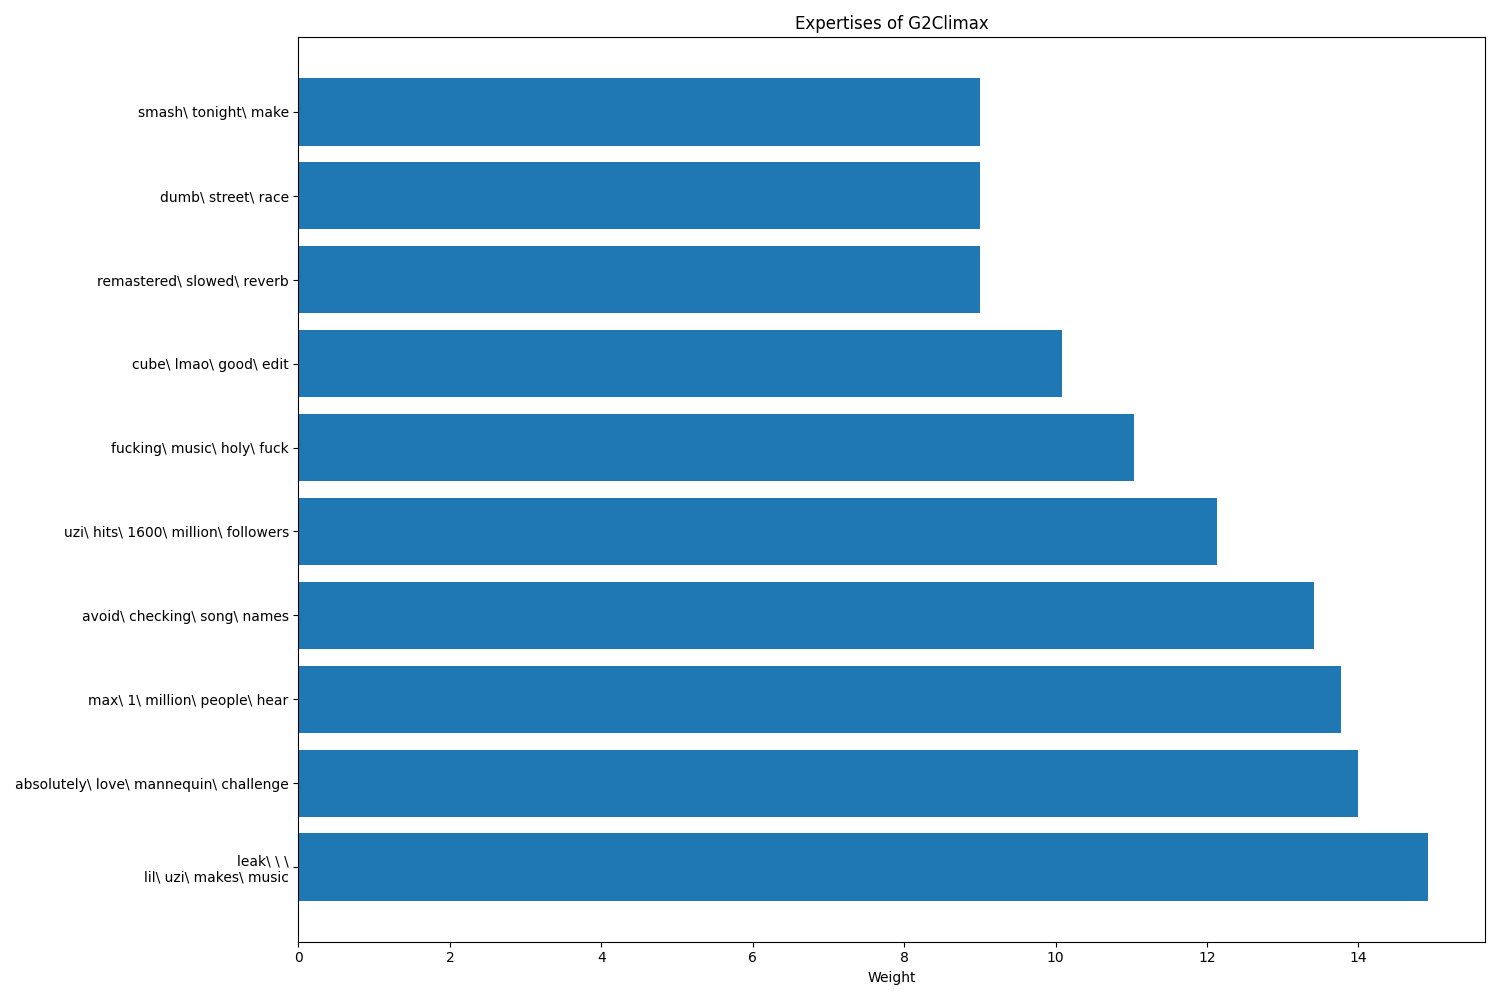 Expertises of G2Climax
smash\ tonight\ make
dumb\ street\ race
remastered\ slowed\ reverb
cube\ lmao\ good\ edit
fucking\ music\ holy\ fuck
uzi\ hits\ 1600\ million\ followers
avoid\ checking\ song\ names
max\ 1\ million\ people\ hear
absolutely\ love\ mannequin\ challenge
leak\ \ \
lil\ uzi\ makes\ music
0 2 4 6 8 10 12 14
Weight